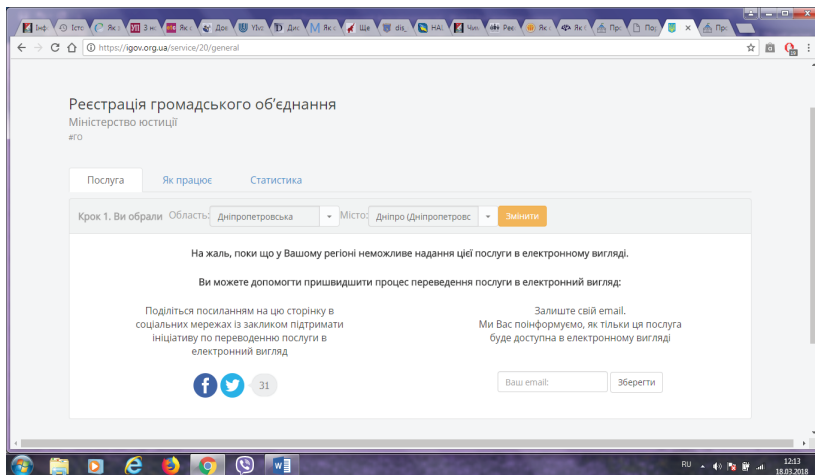 https://igov.org.ua/service/20/general
Реєстрація громадського об'єднання
Міністерство юстиції
#ГО
Послуга Як працює Статистика
Крок 1. Ви обрали Область: Дніпропетровська Місто: Дніпро (Дніпропетровс Змінити
На жаль, поки що у Вашому регіоні неможливе надання цієї послуги в електронному вигляді.
Ви можете допомогти пришвидшити процес переведення послуги в електронний вигляд:
Поділіться посиланням на цю сторінку в
соціальних мережах із закликом підтримати
ініціативу по переводенню послуги в
електронний вигляд
31
Залиште свій email.
Ми Вас поінформуємо, як тільки ця послуга
буде доступна в електронному вигляді
Ваш email: Зберегти
RU 12:13
18.03.2018